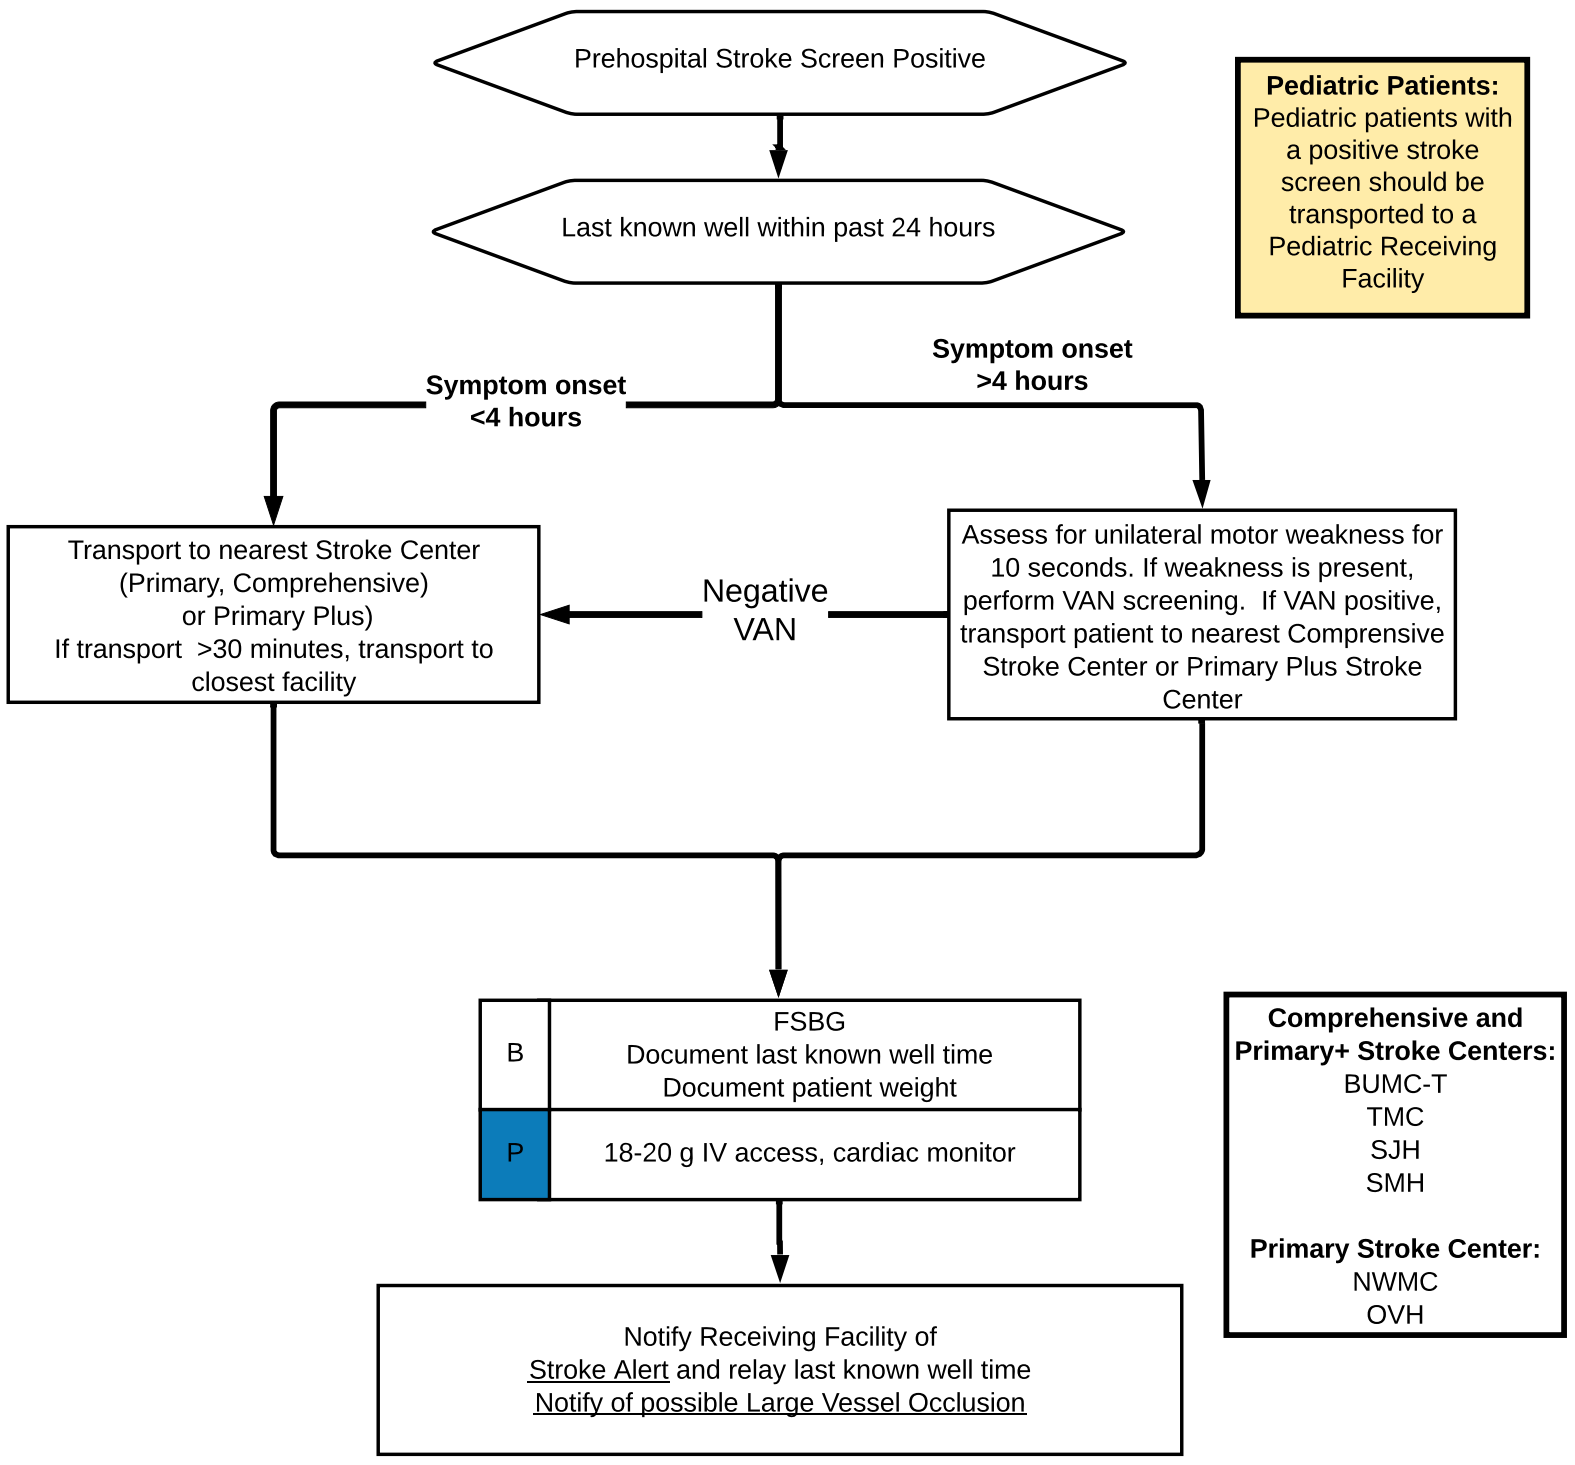 Prehospital Stroke Screen Positive
Pediatric Patients:
Pediatric patients with
a positive stroke
screen should be
transported to a
Pediatric Receiving
Facility
Last known well within past 24 hours
Symptom onset
<4 hours
Symptom onset
>4 hours
Transport to nearest Stroke Center
(Primary, Comprehensive)
or Primary Plus)
If transport  >30 minutes, transport to
closest facility
Negative
VAN
Assess for unilateral motor weakness for
10 seconds. If weakness is present,
perform VAN screening.  If VAN positive,
transport patient to nearest Comprensive
Stroke Center or Primary Plus Stroke
Center
B
FSBG
Document last known well time
Document patient weight
P
18-20 g IV access, cardiac monitor
Comprehensive and
Primary+ Stroke Centers:
BUMC-T
TMC
SJH
SMH
Primary Stroke Center:
NWMC
OVH
Notify Receiving Facility of
Stroke Alert and relay last known well time
Notify of possible Large Vessel Occlusion